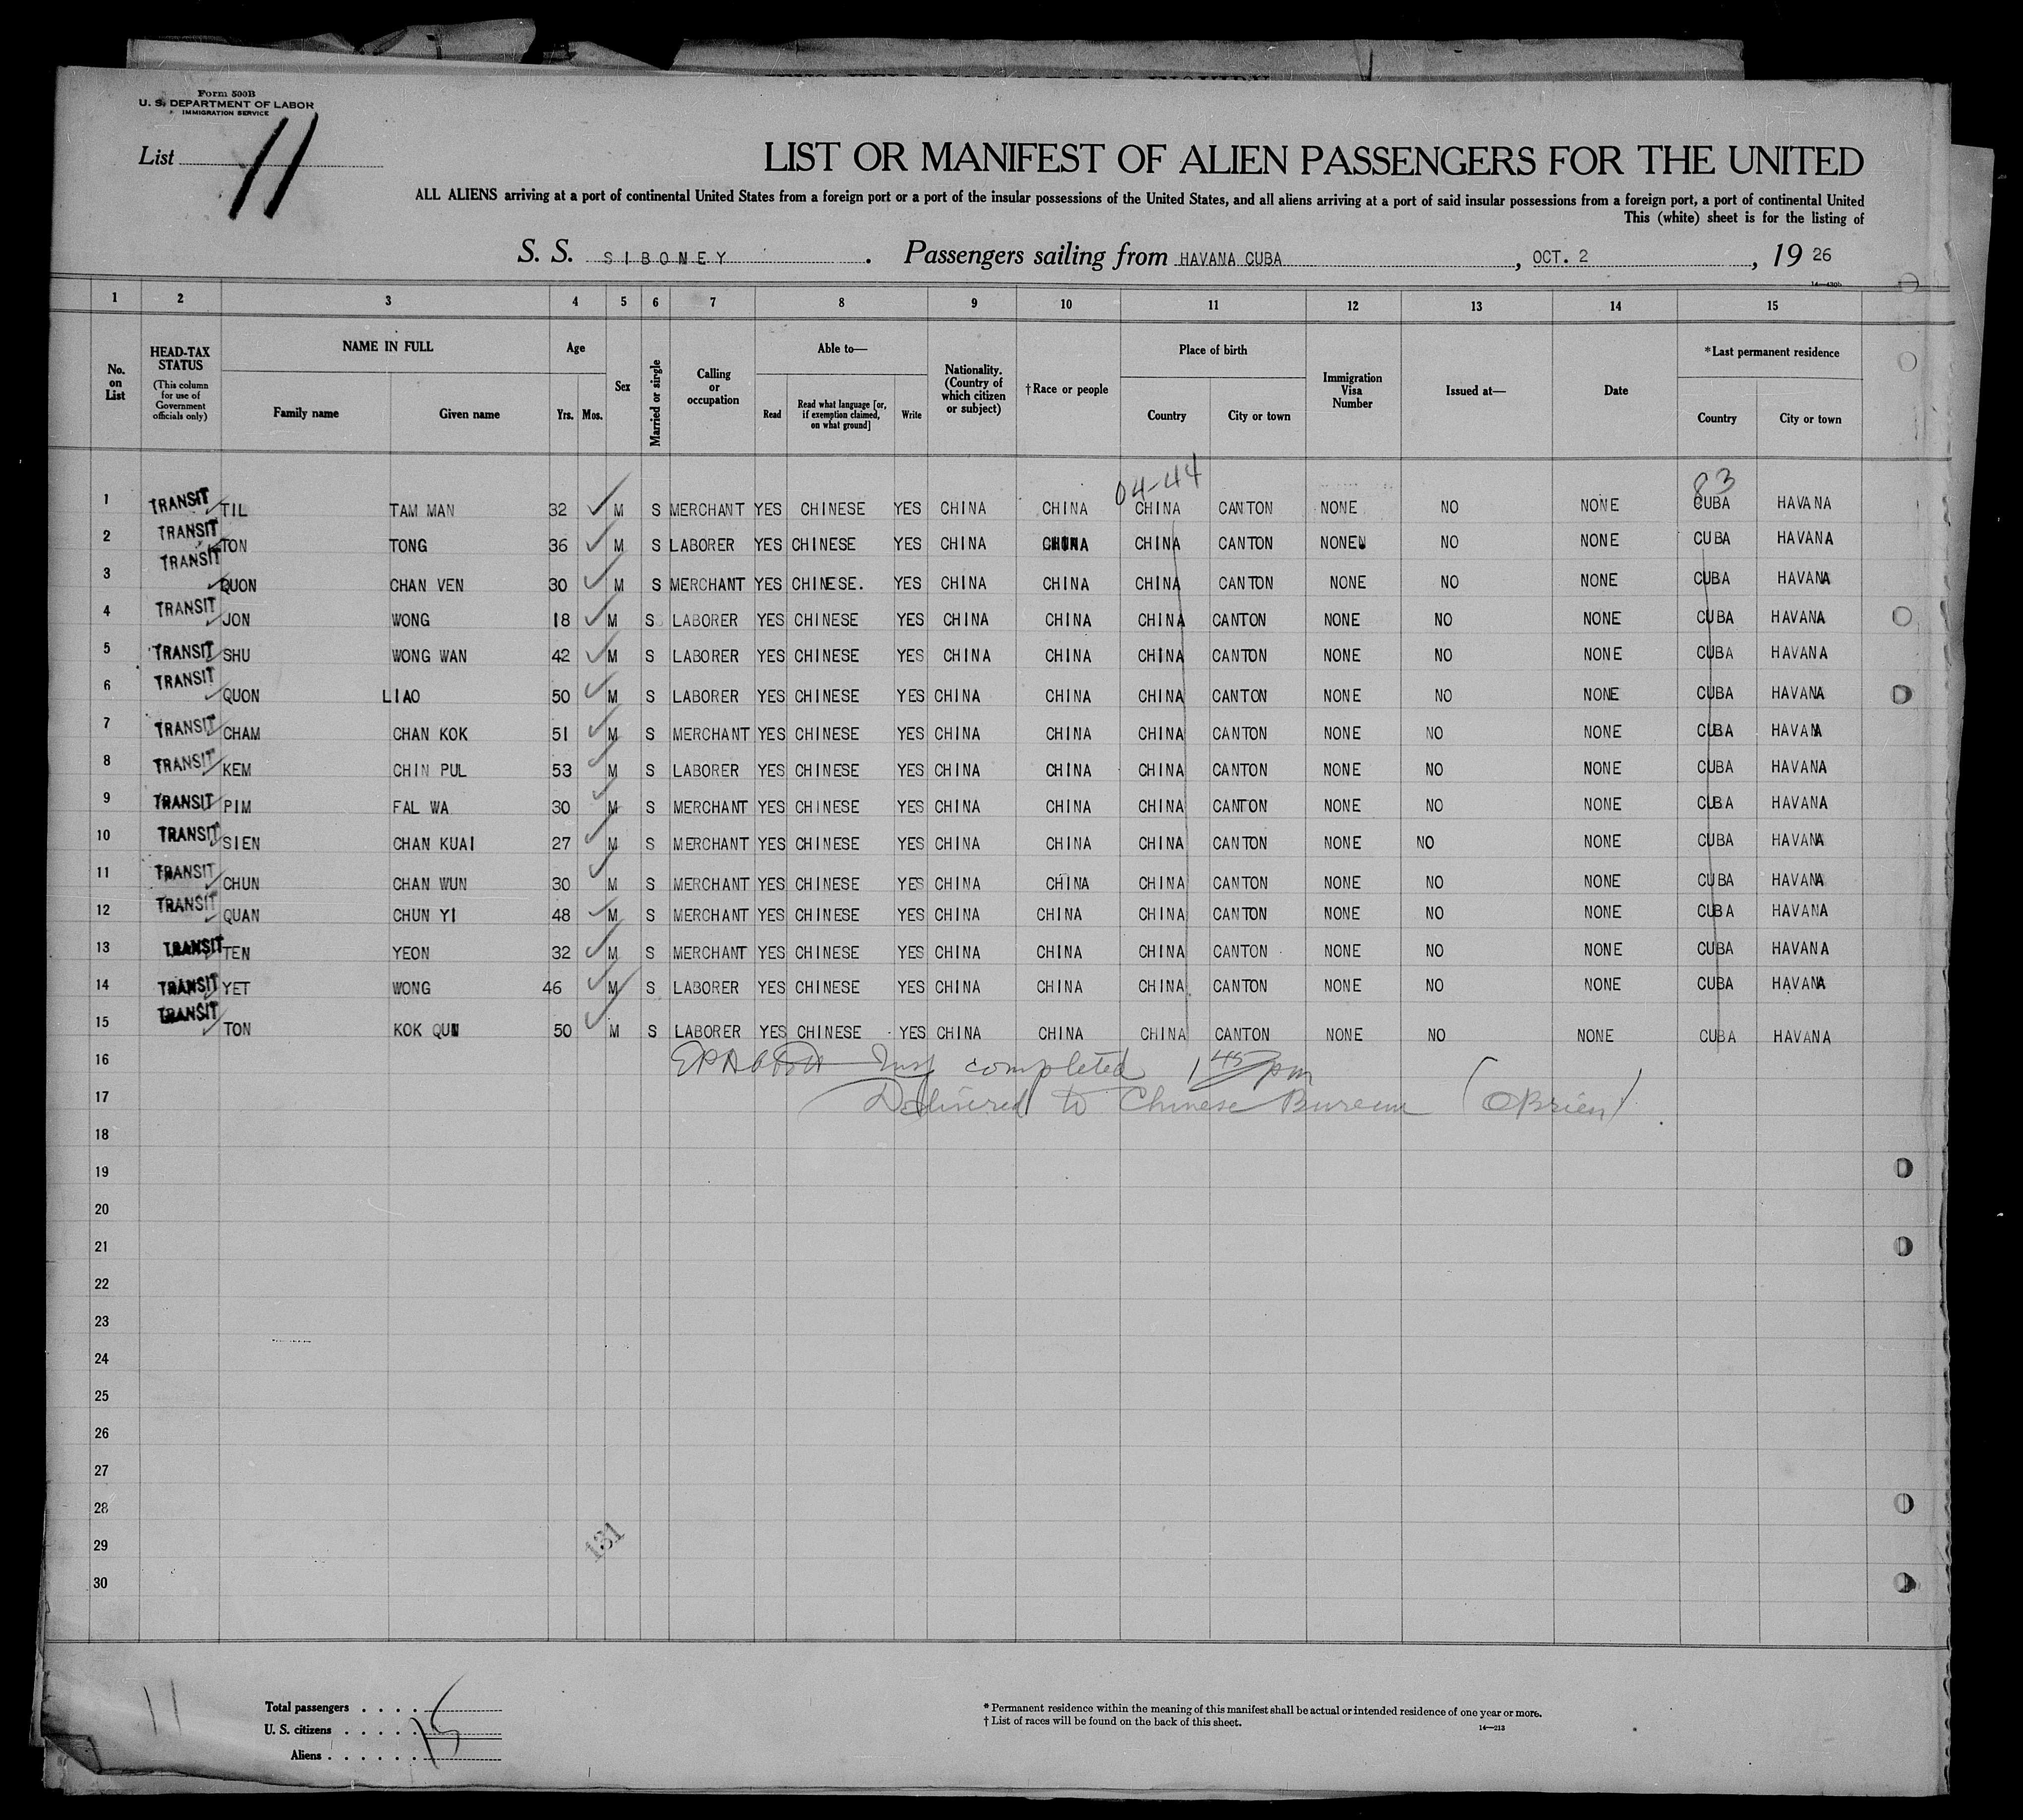 Form 500B
U. S. DEPARTMENT OF LABOR
IMMIGRATION SERVICE
List 11
LIST OR MANIFEST OF ALIEN PASSENGERS FOR THE UNITED
ALL ALIENS arriving at a port of continental United States from a foreign port or a port of the insular possessions of the United States, and all aliens arriving at a port of said insular possessions from a foreign port, a port of continental United
This (white) sheet is for the listing of
S. S. SIBONEY . Passengers sailing from HAVANA CUBA , OCT. 2 , 19 26
14—430b
1 2 3 4 5 6 7 8 9 10 11 12 13 14 15
No. on List
HEAD-TAX STATUS (This column for use of Government officials only)
NAME IN FULL Family name Given name
Age Yrs. Mos.
Sex
Married or single
Calling or occupation
Able to— Read Read what language [or, if exemption claimed, on what ground] Write
Nationality. (Country of which citizen or subject)
†Race or people
Place of birth Country City or town
Immigration Visa Number
Issued at—
Date
*Last permanent residence Country City or town
04-44 83
1 TRANSIT TIL TAM MAN 32 M S MERCHANT YES CHINESE YES CHINA CHINA CHINA CANTON NONE NO NONE CUBA HAVANA
2 TRANSIT TON TONG 36 M S LABORER YES CHINESE YES CHINA CHINA CHINA CANTON NONEN NO NONE CUBA HAVANA
3 TRANSIT QUON CHAN VEN 30 M S MERCHANT YES CHINESE. YES CHINA CHINA CHINA CANTON NONE NO NONE CUBA HAVANA
4 TRANSIT JON WONG 18 M S LABORER YES CHINESE YES CHINA CHINA CHINA CANTON NONE NO NONE CUBA HAVANA
5 TRANSIT SHU WONG WAN 42 M S LABORER YES CHINESE YES CHINA CHINA CHINA CANTON NONE NO NONE CUBA HAVANA
6 TRANSIT QUON LIAO 50 M S LABORER YES CHINESE YES CHINA CHINA CHINA CANTON NONE NO NONE CUBA HAVANA
7 TRANSIT CHAM CHAN KOK 51 M S MERCHANT YES CHINESE YES CHINA CHINA CHINA CANTON NONE NO NONE CUBA HAVANA
8 TRANSIT KEM CHIN PUL 53 M S LABORER YES CHINESE YES CHINA CHINA CHINA CANTON NONE NO NONE CUBA HAVANA
9 TRANSIT PIM FAL WA 30 M S MERCHANT YES CHINESE YES CHINA CHINA CHINA CANTON NONE NO NONE CUBA HAVANA
10 TRANSIT SIEN CHAN KUAI 27 M S MERCHANT YES CHINESE YES CHINA CHINA CHINA CANTON NONE NO NONE CUBA HAVANA
11 TRANSIT CHUN CHAN WUN 30 M S MERCHANT YES CHINESE YES CHINA CHINA CHINA CANTON NONE NO NONE CUBA HAVANA
12 TRANSIT QUAN CHUN YI 48 M S MERCHANT YES CHINESE YES CHINA CHINA CHINA CANTON NONE NO NONE CUBA HAVANA
13 TRANSIT TEN YEON 32 M S MERCHANT YES CHINESE YES CHINA CHINA CHINA CANTON NONE NO NONE CUBA HAVANA
14 TRANSIT YET WONG 46 M S LABORER YES CHINESE YES CHINA CHINA CHINA CANTON NONE NO NONE CUBA HAVANA
15 TRANSIT TON KOK QUN 50 M S LABORER YES CHINESE YES CHINA CHINA CHINA CANTON NONE NO NONE CUBA HAVANA
16 Insp completed 1 45 pm
17 Delivered to Chinese Bureau (OBrien)
18
19
20
21
22
23
24
25
26
27
28
29
30
131
11
Total passengers . . . .
U. S. citizens . . . . . 15
Aliens . . . . . .
* Permanent residence within the meaning of this manifest shall be actual or intended residence of one year or more.
† List of races will be found on the back of this sheet.
14—213